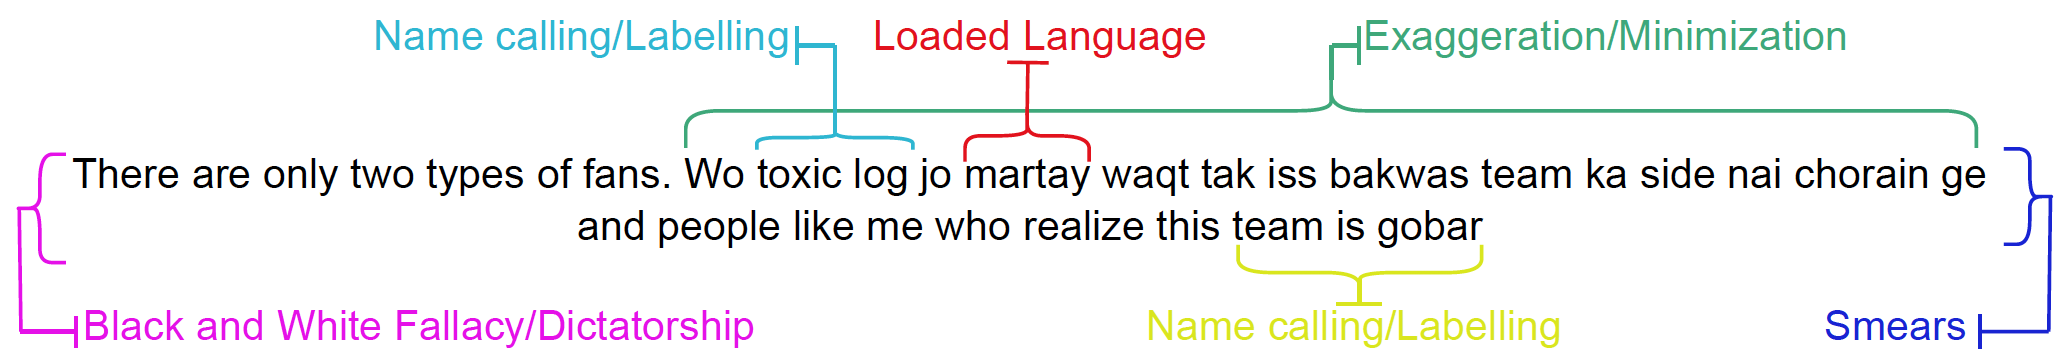 Name calling/Labelling Loaded Language Exaggeration/Minimization
There are only two types of fans. Wo toxic log jo martay waqt tak iss bakwas team ka side nai chorain ge
and people like me who realize this team is gobar
Black and White Fallacy/Dictatorship Name calling/Labelling Smears